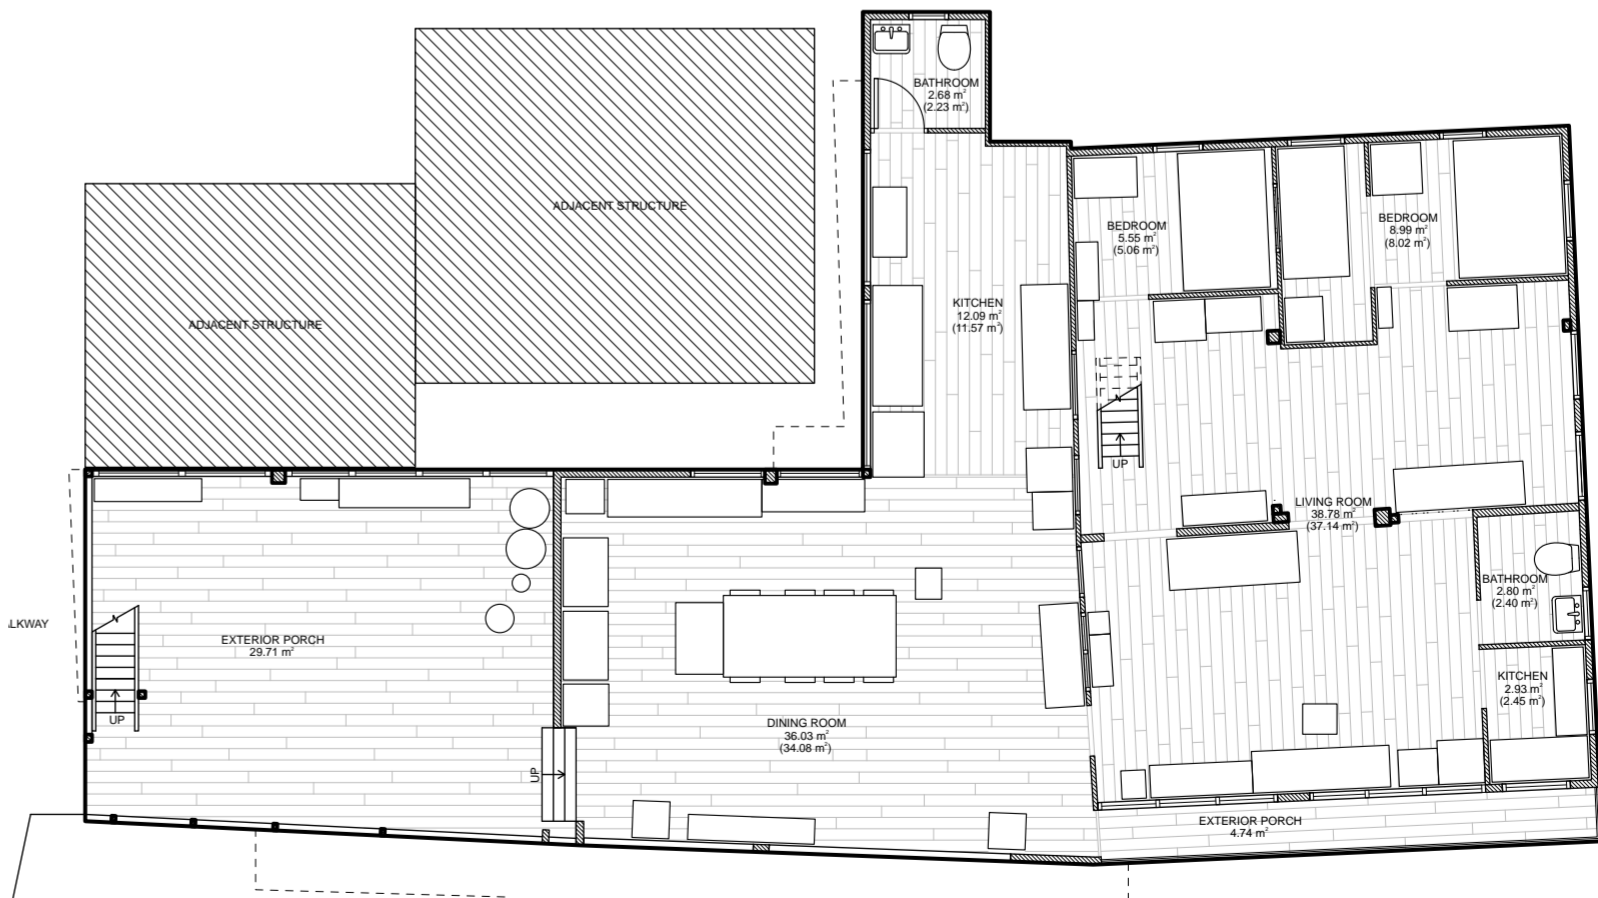 BATHROOM
2.68 m²
(2.23 m²)
ADJACENT STRUCTURE
BEDROOM
5.55 m²
(5.06 m²)
BEDROOM
8.99 m²
(8.02 m²)
ADJACENT STRUCTURE
KITCHEN
12.09 m²
(11.57 m²)
UP
LIVING ROOM
38.78 m²
(37.14 m²)
BATHROOM
2.80 m²
(2.40 m²)
LKWAY
EXTERIOR PORCH
29.71 m²
UP
KITCHEN
2.93 m²
(2.45 m²)
DINING ROOM
36.03 m²
(34.08 m²)
UP
EXTERIOR PORCH
4.74 m²